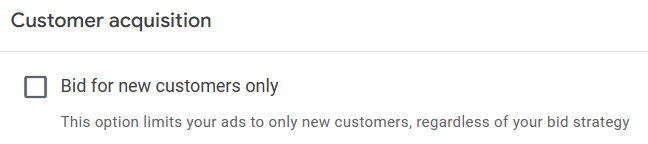 Customer acquisition
Bid for new customers only
This option limits your ads to only new customers, regardless of your bid strategy